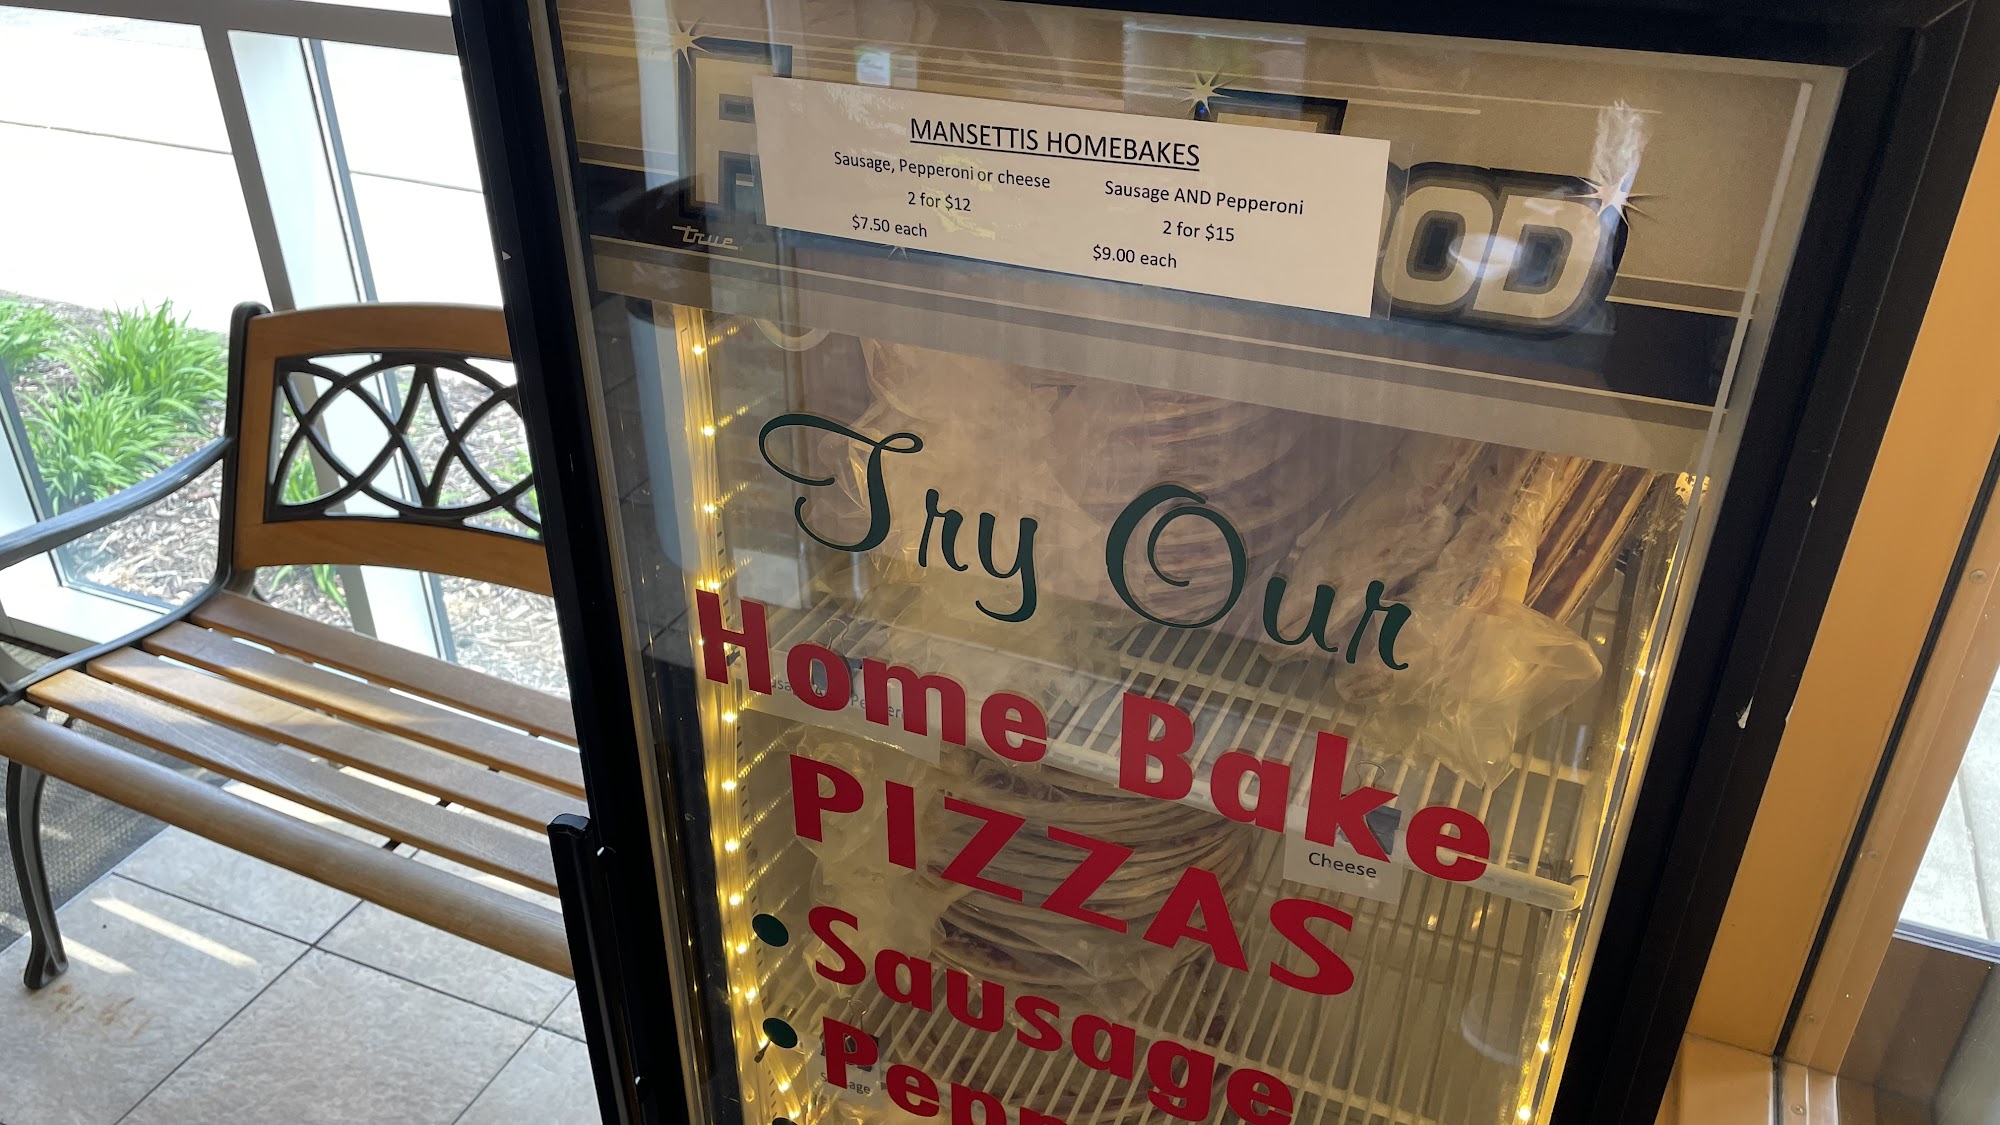 MANSETTIS HOMEBAKES
Sausage, Pepperoni or cheese
2 for $12
$7.50 each
Sausage AND Pepperoni
2 for $15
$9.00 each
true
Try Our
Home Bake
PIZZAS
Cheese
• Sausage